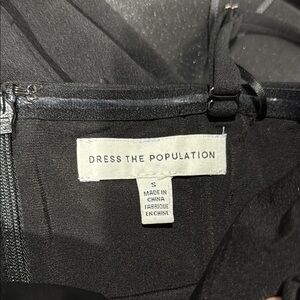 DRESS THE POPULATION
S
MADE IN
CHINA
FABRIQUÉ
EN CHINE